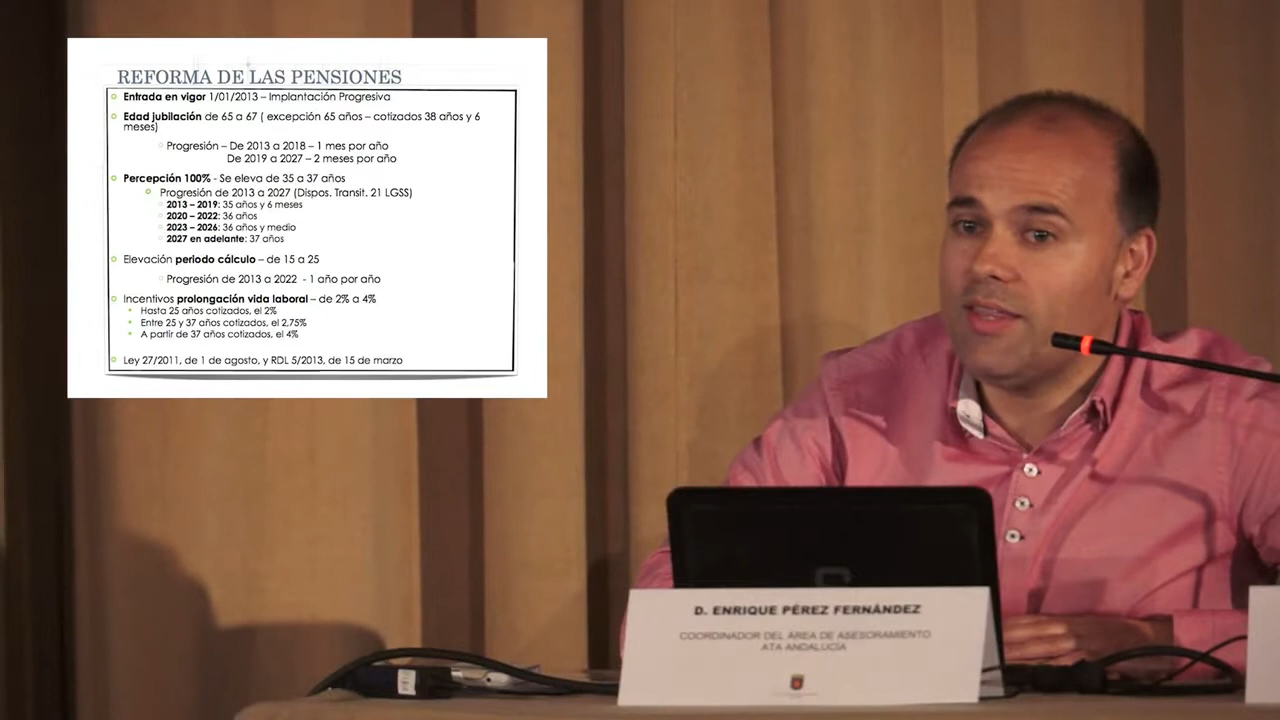 REFORMA DE LAS PENSIONES
Entrada en vigor 1/01/2013 – Implantación Progresiva
Edad jubilación de 65 a 67 ( excepción 65 años – cotizados 38 años y 6
meses)
Progresión – De 2013 a 2018 – 1 mes por año
De 2019 a 2027 – 2 meses por año
Percepción 100% - Se eleva de 35 a 37 años
Progresión de 2013 a 2027 (Dispos. Transit. 21 LGSS)
2013 – 2019: 35 años y 6 meses
2020 – 2022: 36 años
2023 – 2026: 36 años y medio
2027 en adelante: 37 años
Elevación periodo cálculo – de 15 a 25
Progresión de 2013 a 2022 - 1 año por año
Incentivos prolongación vida laboral – de 2% a 4%
Hasta 25 años cotizados, el 2%
Entre 25 y 37 años cotizados, el 2,75%
A partir de 37 años cotizados, el 4%
Ley 27/2011, de 1 de agosto, y RDL 5/2013, de 15 de marzo
D. ENRIQUE PÉREZ FERNÁNDEZ
COORDINADOR DEL ÁREA DE ASESORAMIENTO
ATA ANDALUCÍA